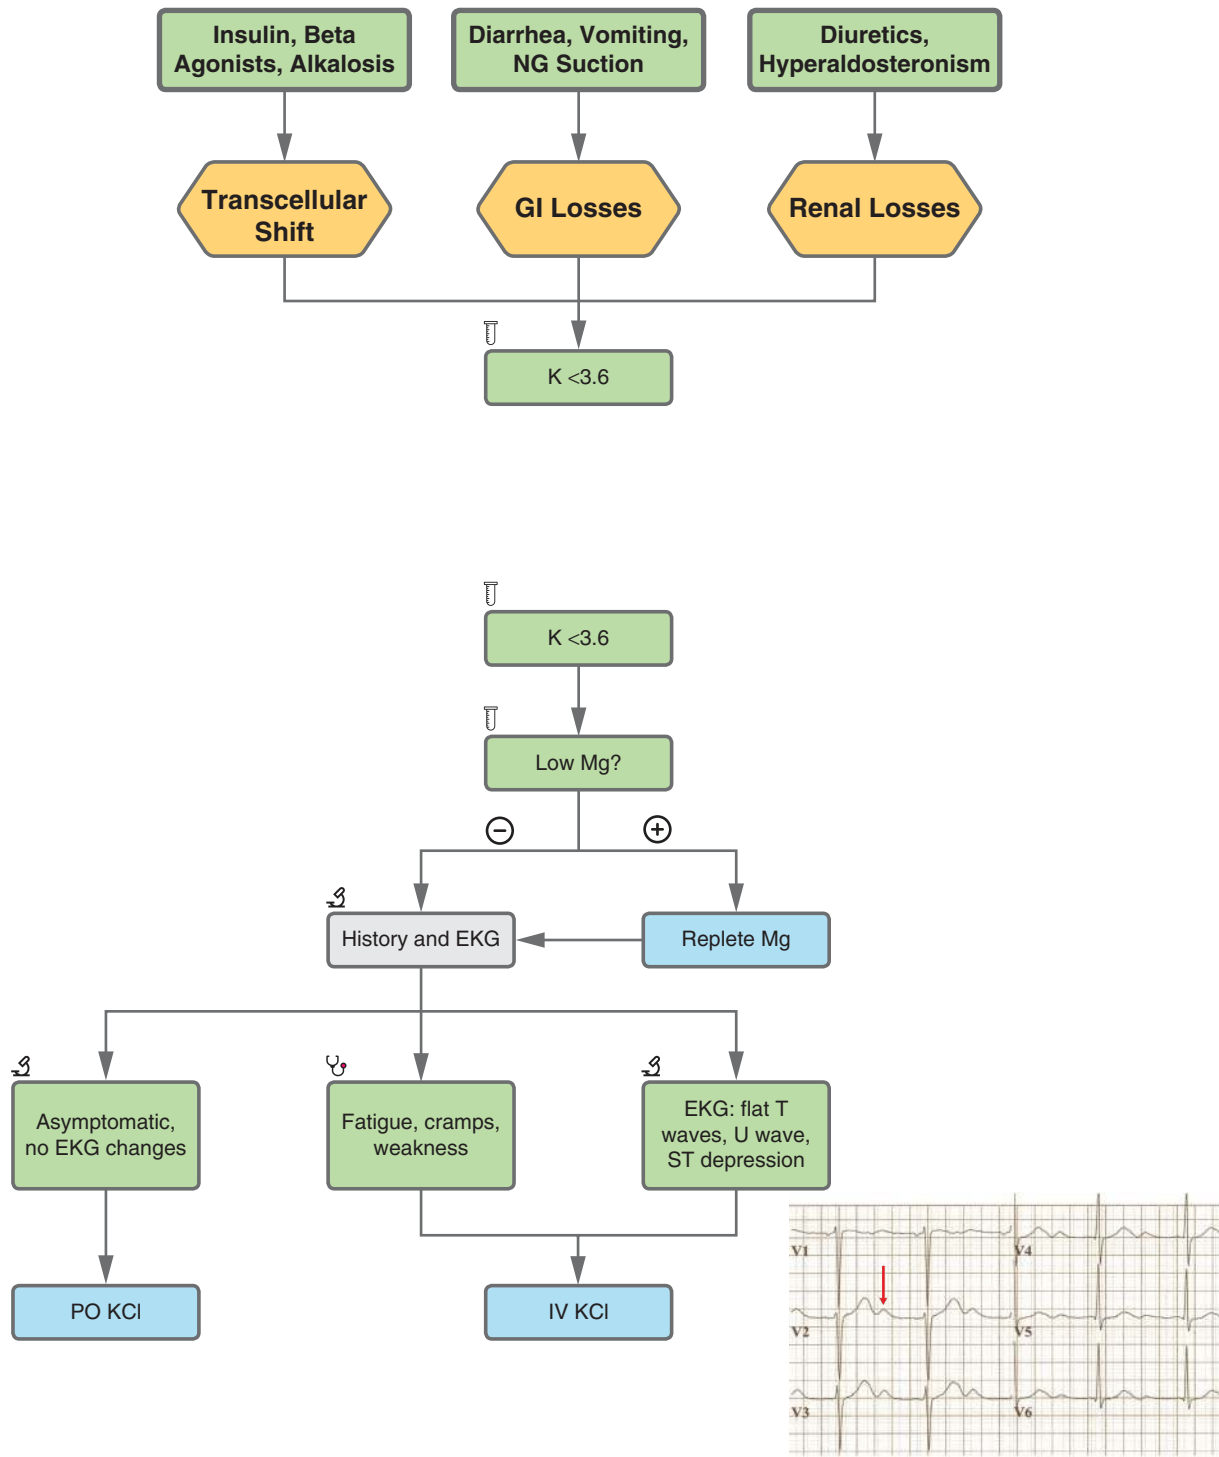 Insulin, Beta
Agonists, Alkalosis
Diarrhea, Vomiting,
NG Suction
Diuretics,
Hyperaldosteronism
Transcellular
Shift
GI Losses
Renal Losses
K <3.6
K <3.6
Low Mg?
−
+
History and EKG
Replete Mg
Asymptomatic,
no EKG changes
Fatigue, cramps,
weakness
EKG: flat T
waves, U wave,
ST depression
PO KCl
IV KCl
V1
V4
V2
V5
V3
V6